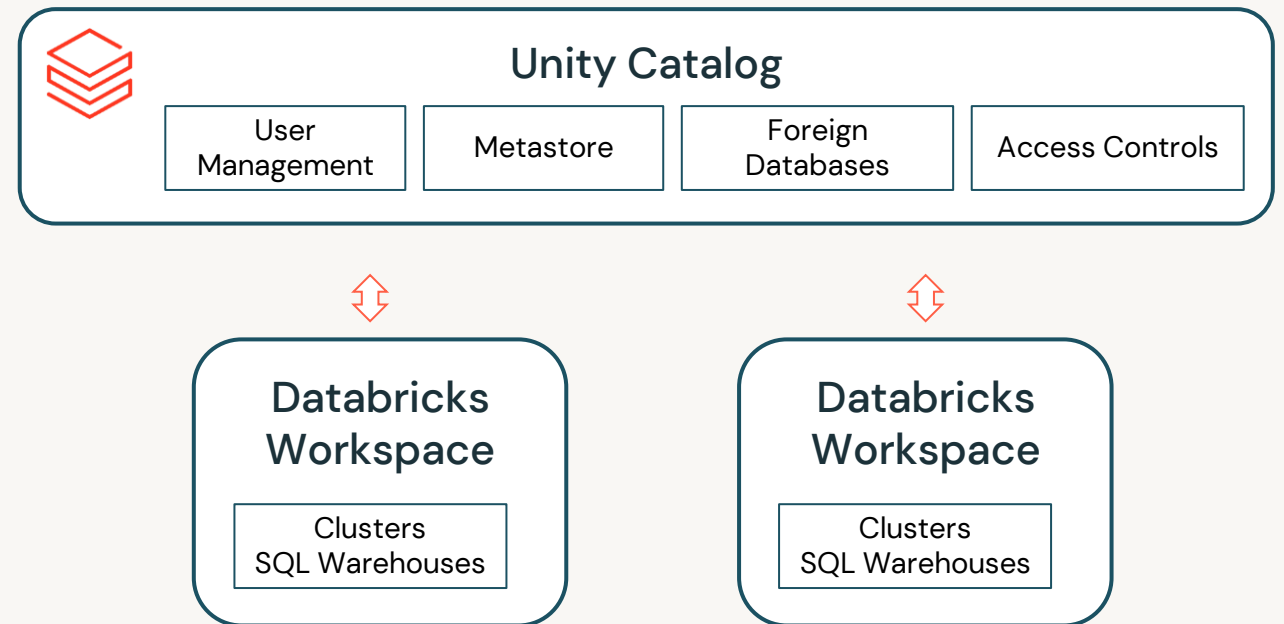 Unity Catalog
User
Management
Metastore
Foreign
Databases
Access Controls
Databricks
Workspace
Clusters
SQL Warehouses
Databricks
Workspace
Clusters
SQL Warehouses